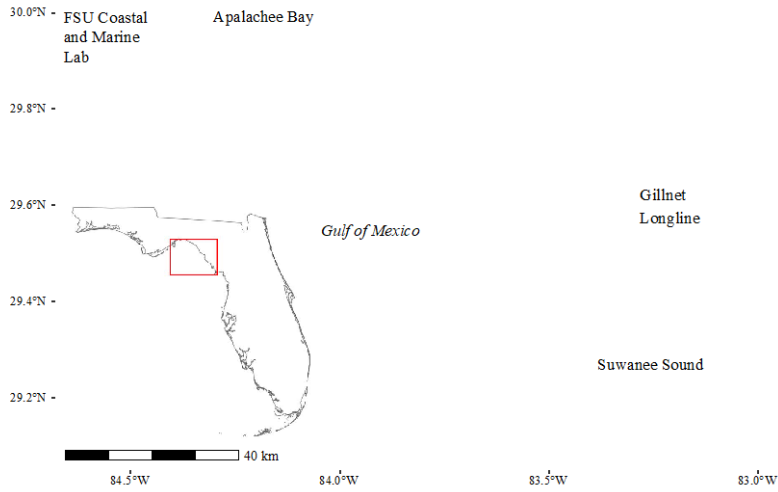 30.0°N
FSU Coastal
and Marine
Lab
Apalachee Bay
29.8°N
29.6°N
Gillnet
Longline
Gulf of Mexico
29.4°N
Suwanee Sound
29.2°N
40 km
84.5°W
84.0°W
83.5°W
83.0°W